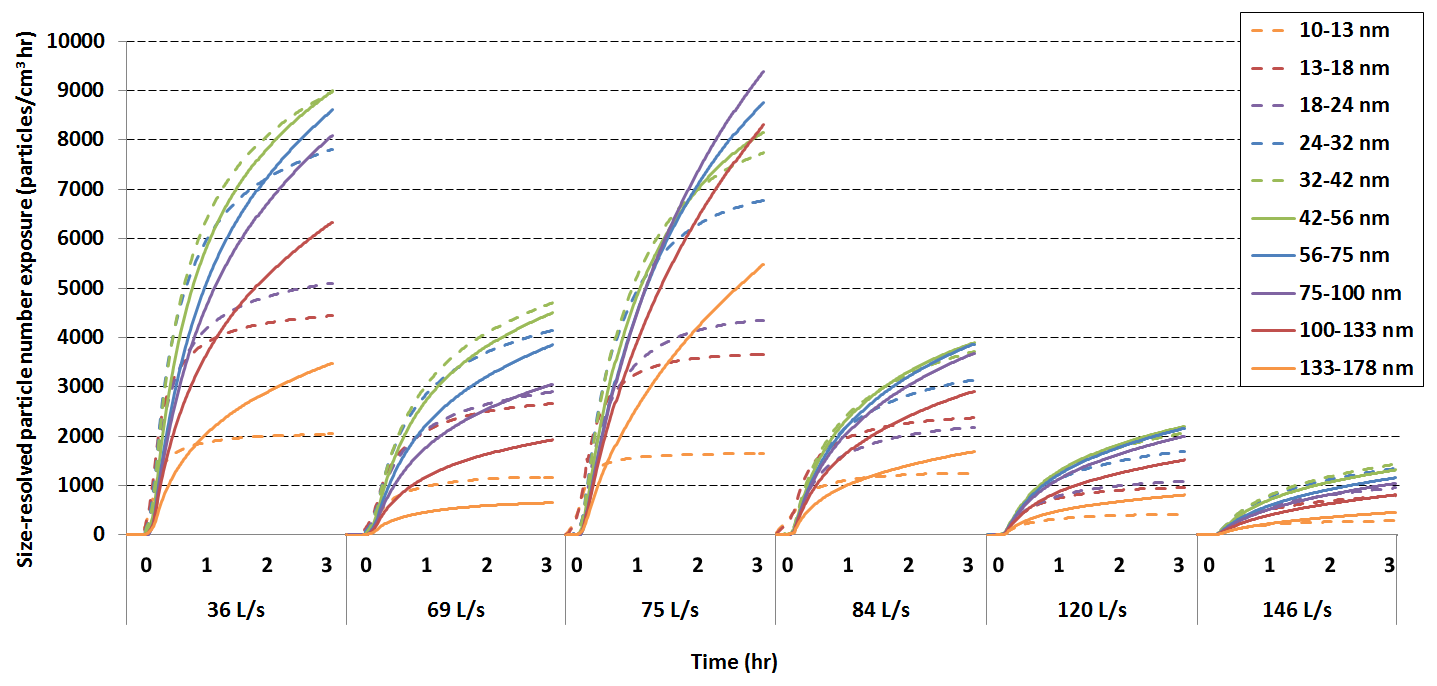 Size-resolved particle number exposure (particles/cm³ hr)
10000
9000
8000
7000
6000
5000
4000
3000
2000
1000
0
10-13 nm
13-18 nm
18-24 nm
24-32 nm
32-42 nm
42-56 nm
56-75 nm
75-100 nm
100-133 nm
133-178 nm
0 1 2 3 0 1 2 3 0 1 2 3 0 1 2 3 0 1 2 3 0 1 2 3
36 L/s 69 L/s 75 L/s 84 L/s 120 L/s 146 L/s
Time (hr)